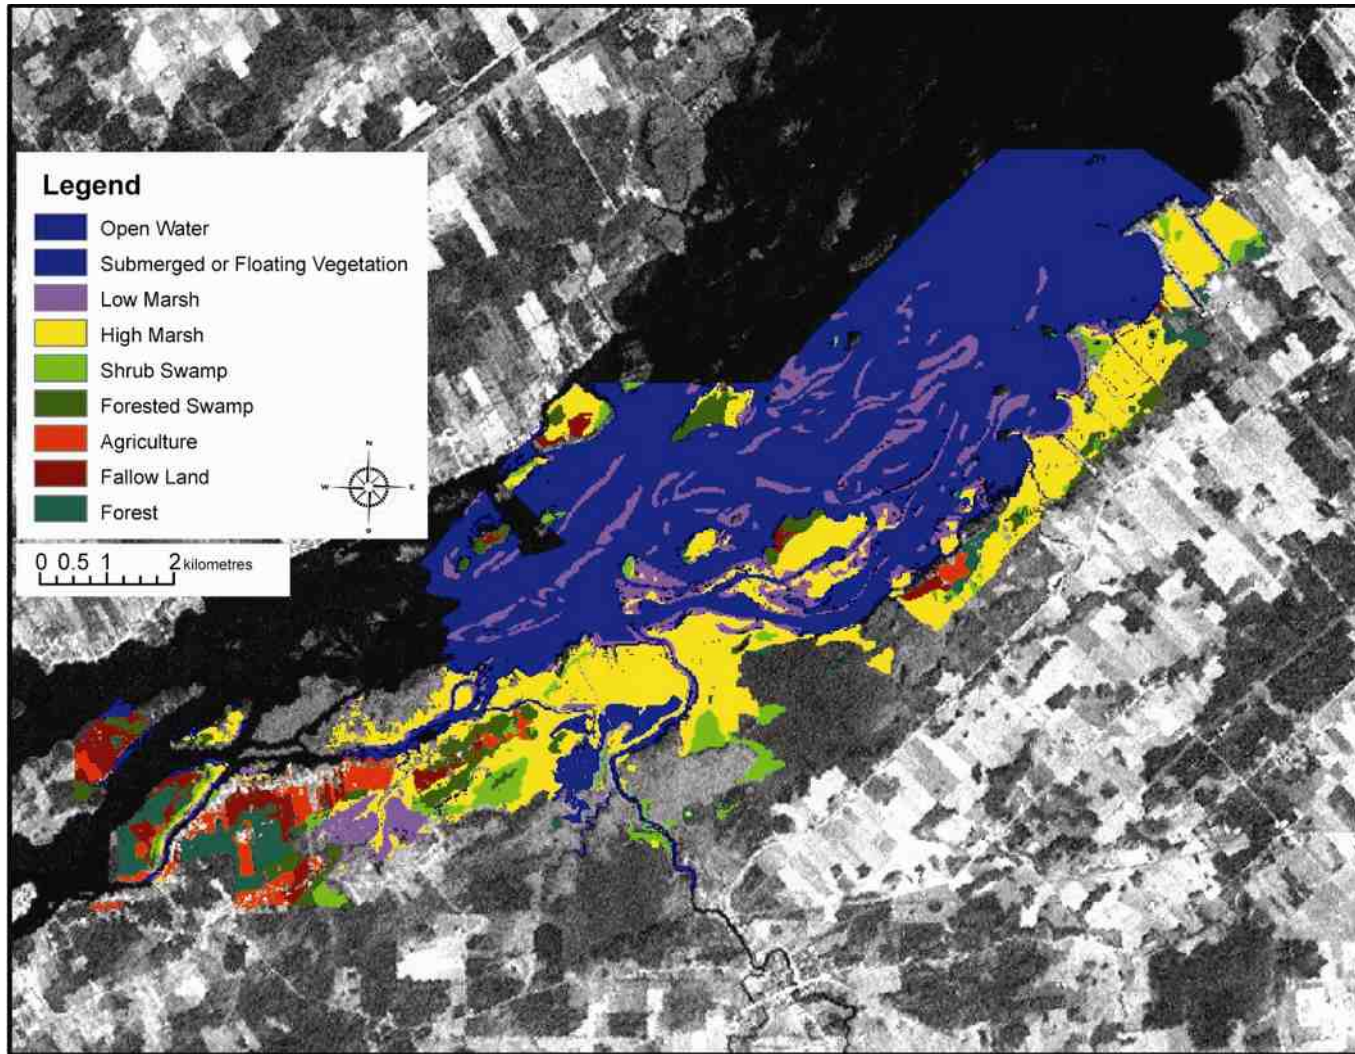 Legend
Open Water
Submerged or Floating Vegetation
Low Marsh
High Marsh
Shrub Swamp
Forested Swamp
Agriculture
Fallow Land
Forest
N
W E
0 0.5 1 2 kilometres